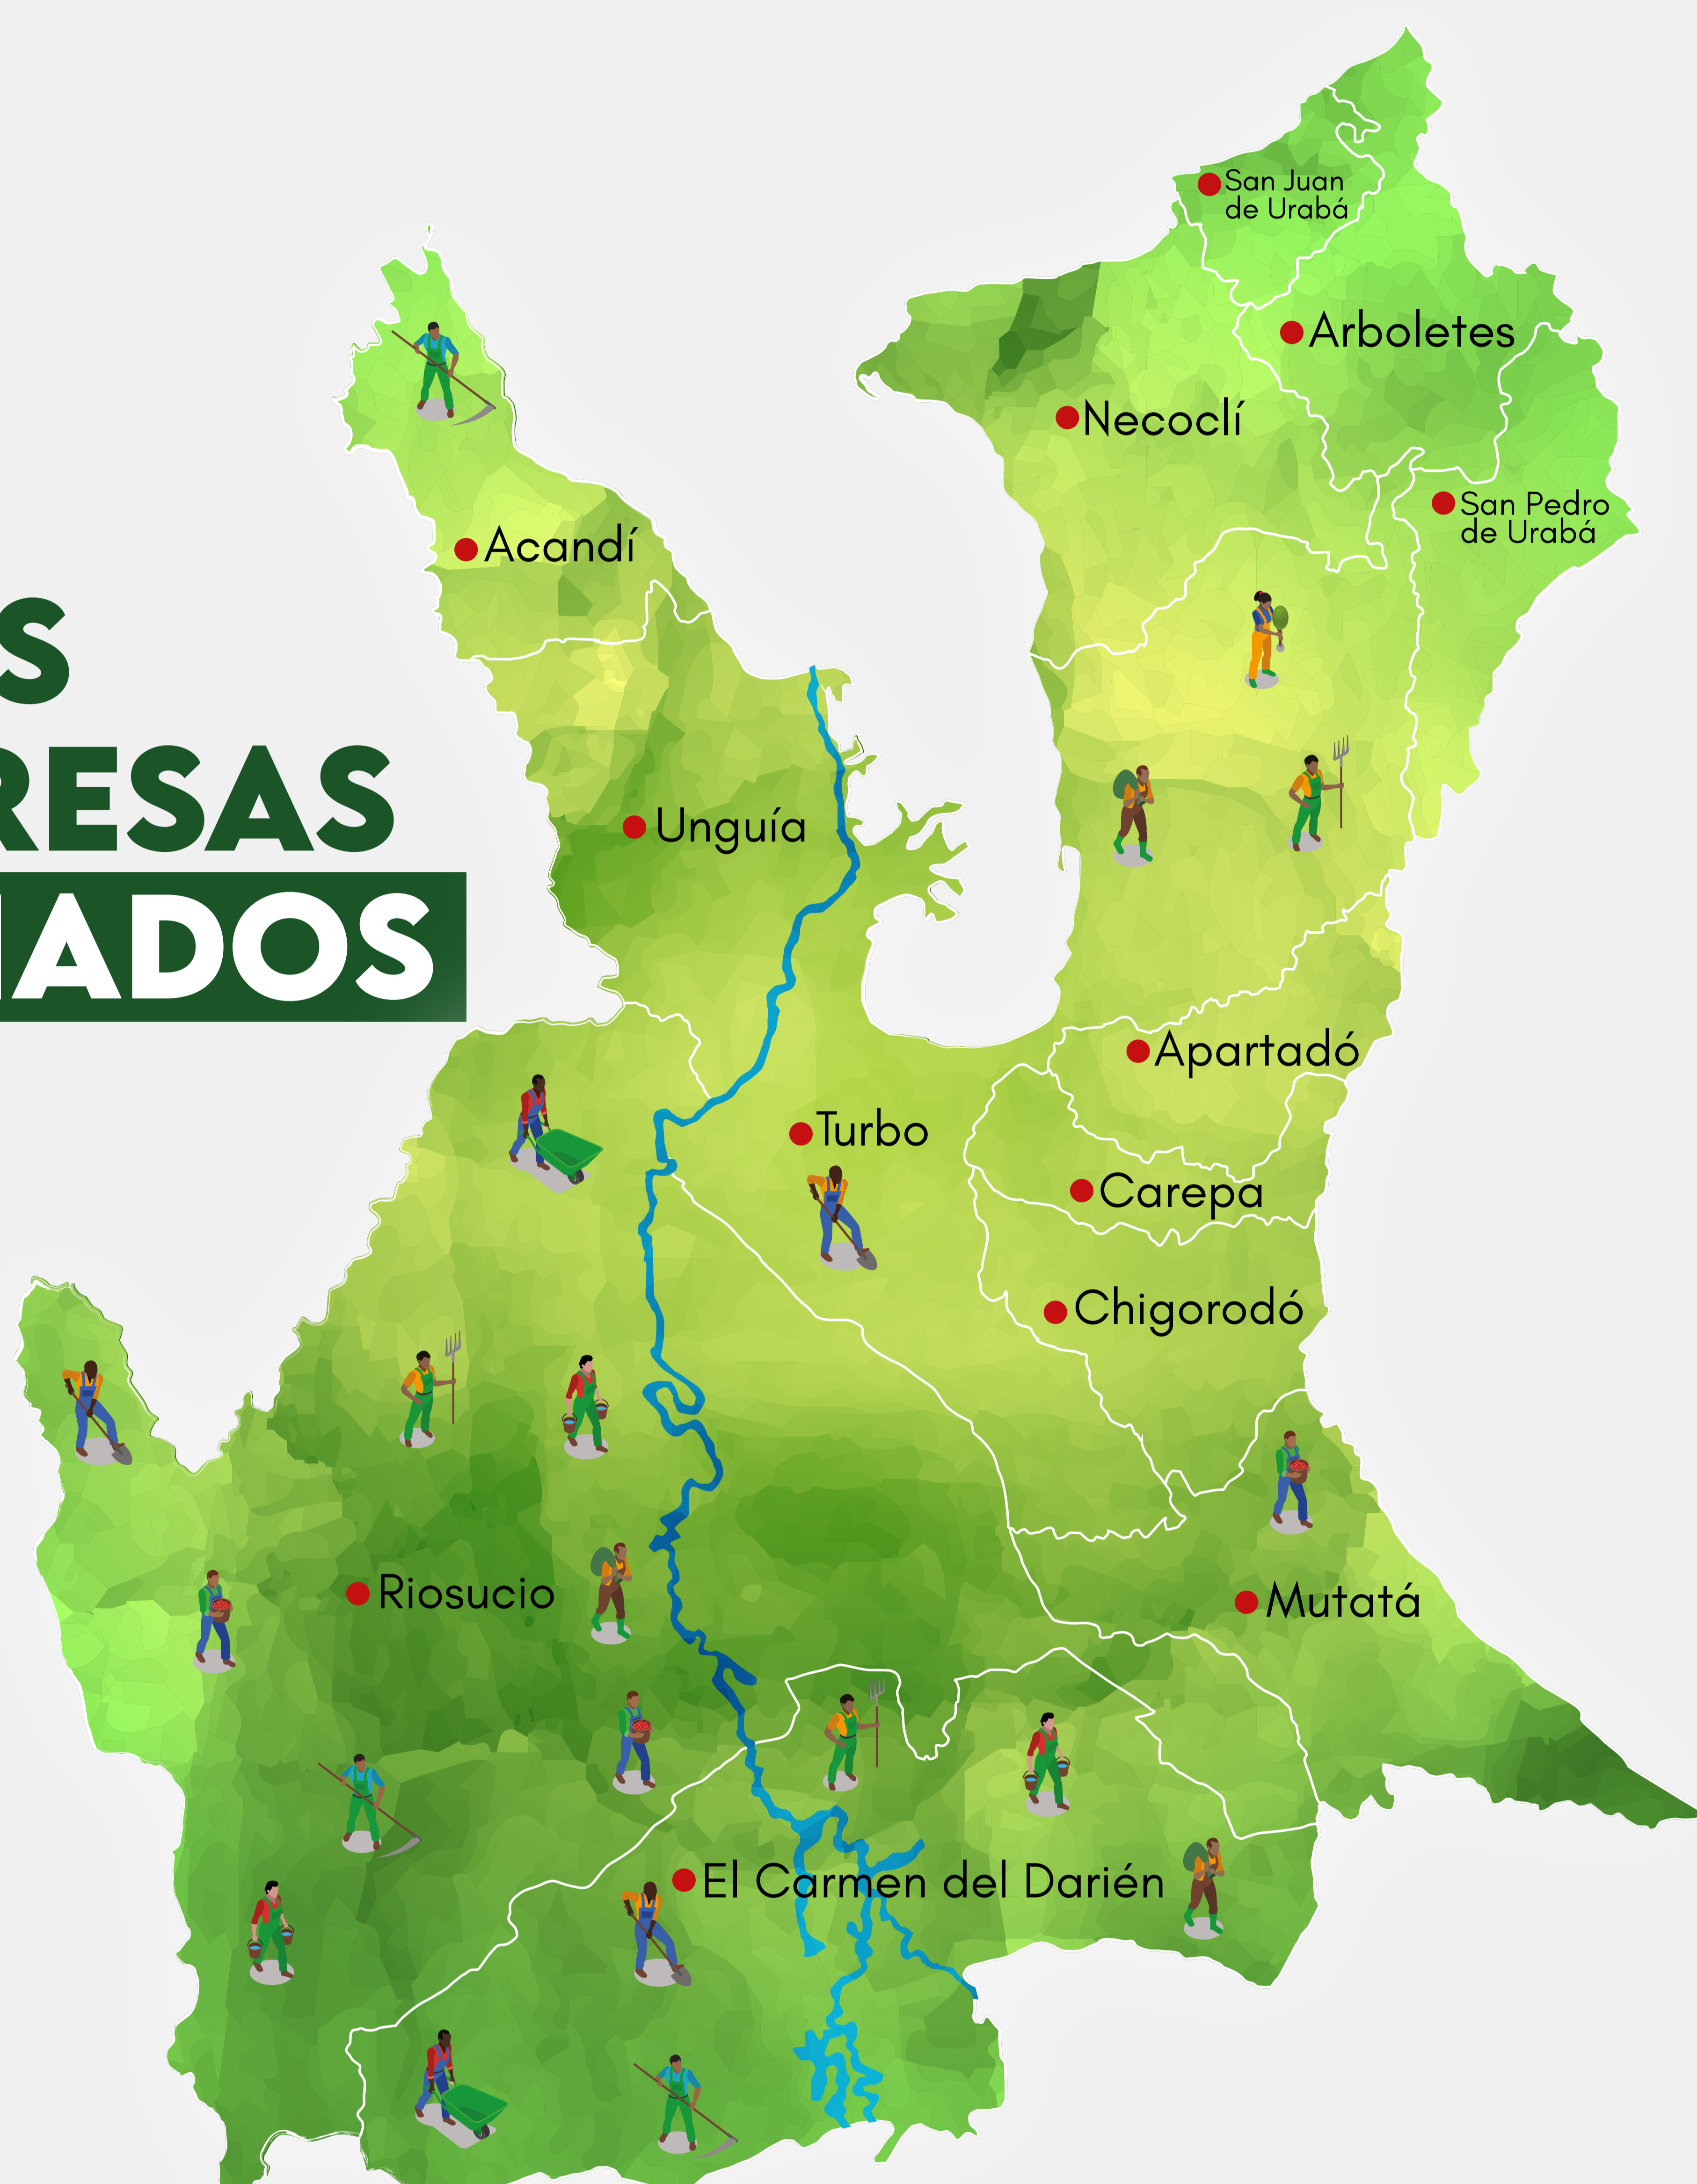 San Juan
de Urabá
Arboletes
Necoclí
San Pedro
de Urabá
Acandí
S
RESAS
ADOS
Unguía
Apartadó
Turbo
Carepa
Chigorodó
Riosucio
Mutatá
El Carmen del Darién